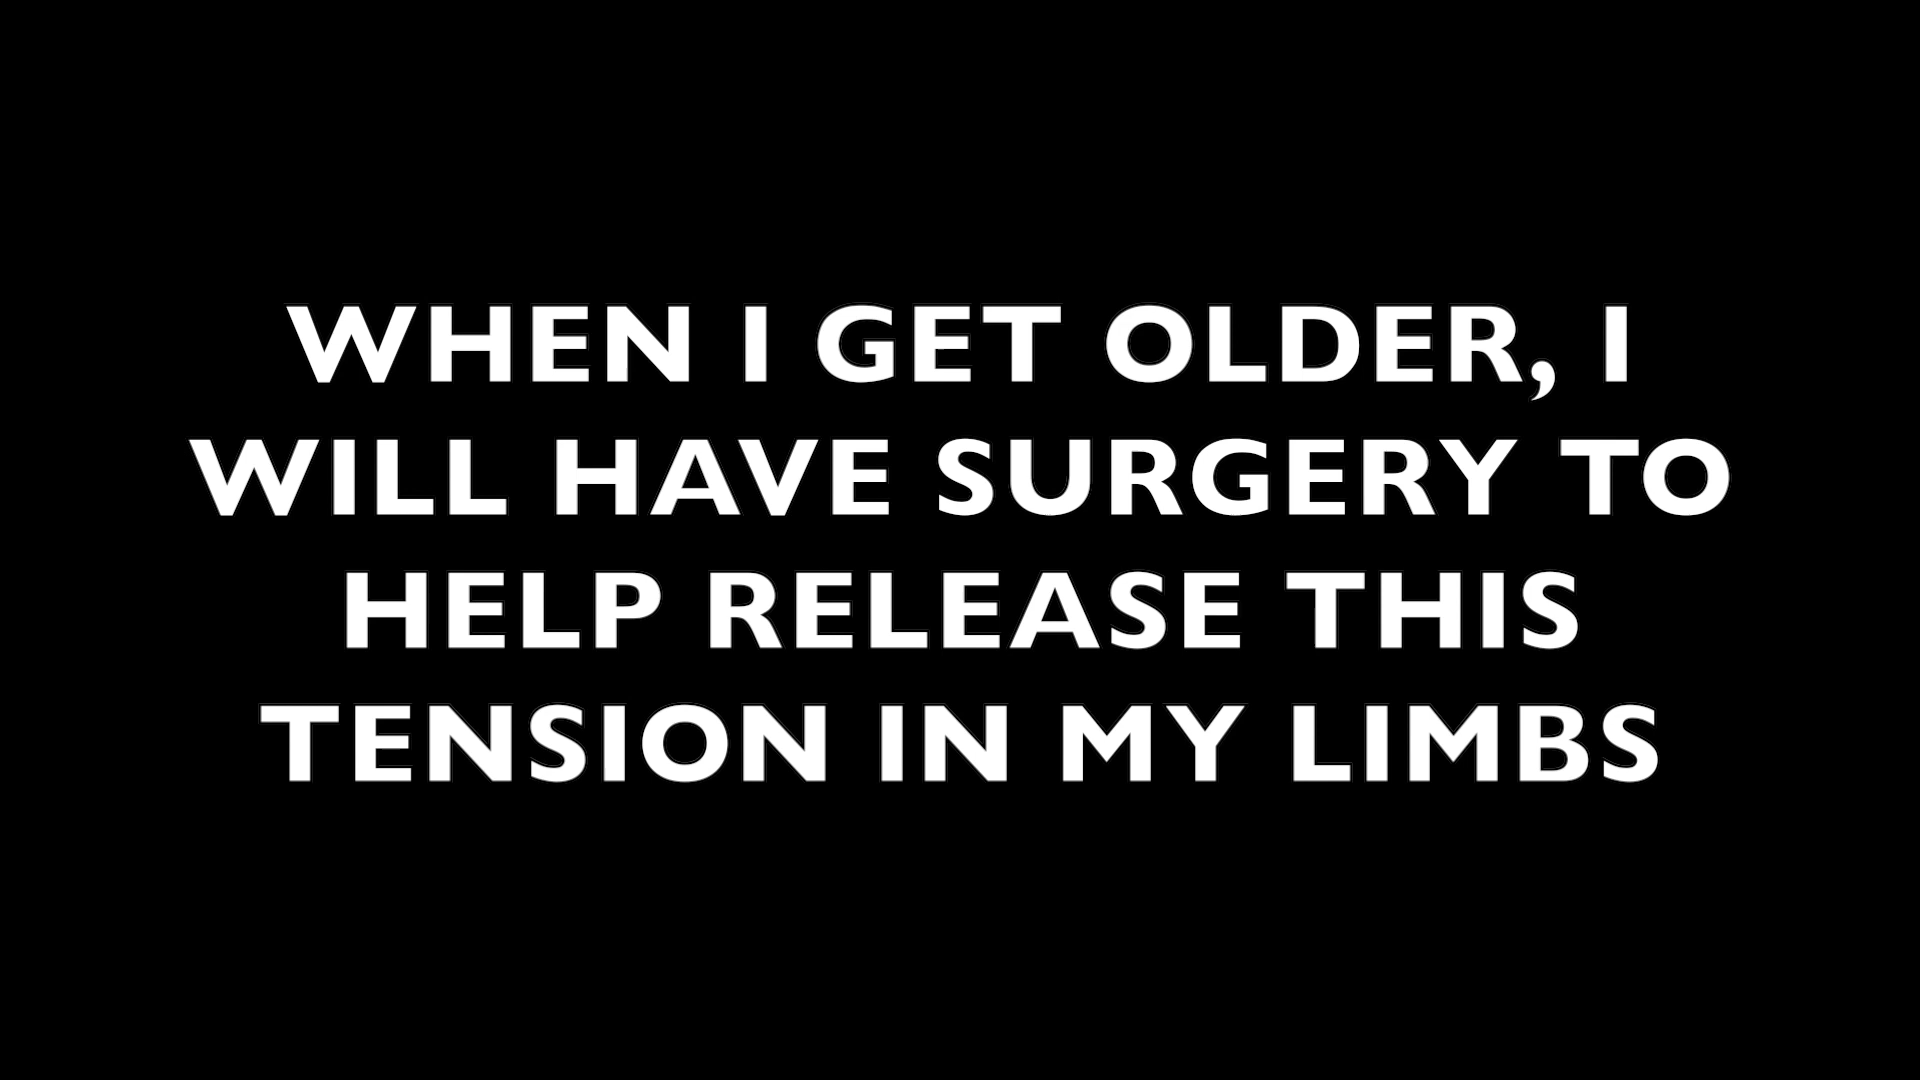 WHEN I GET OLDER, I
WILL HAVE SURGERY TO
HELP RELEASE THIS
TENSION IN MY LIMBS